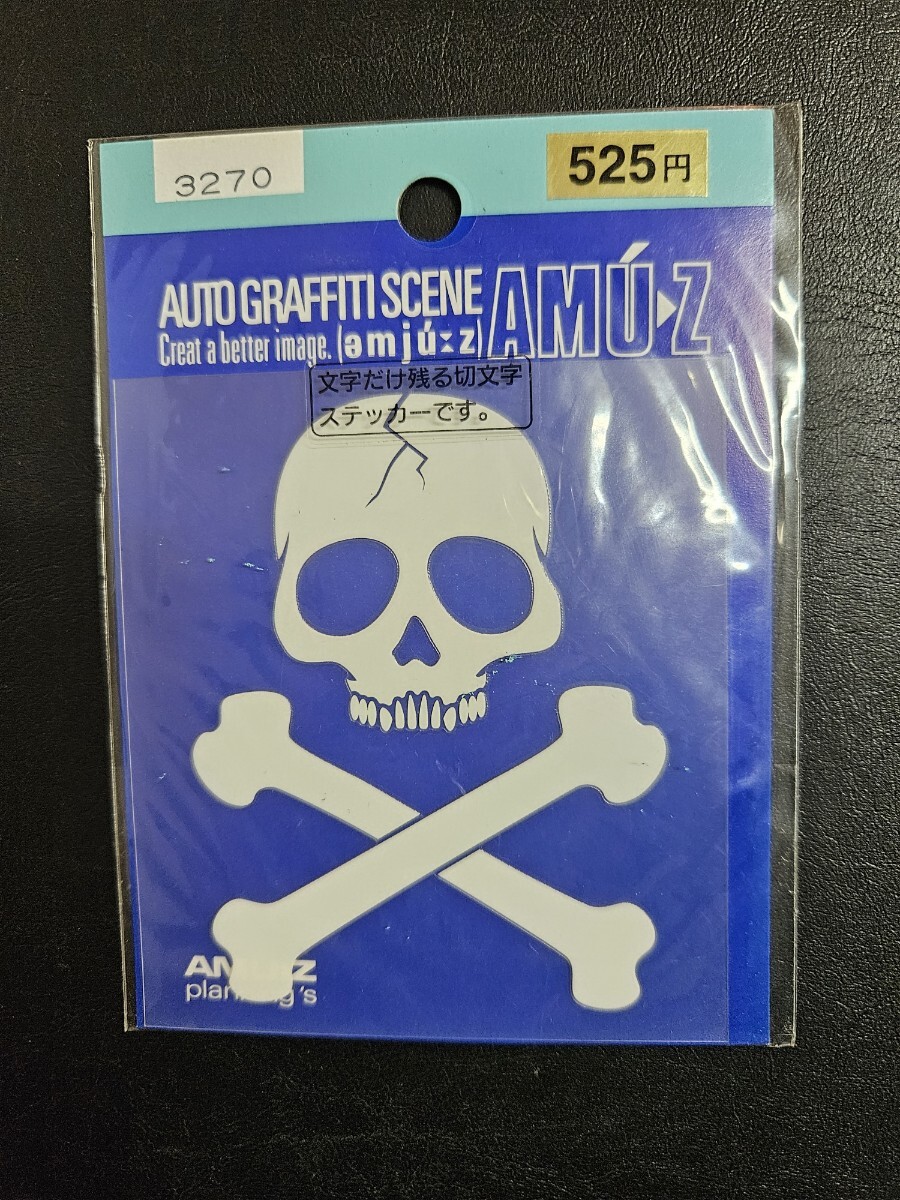 3270
525円
AUTO GRAFFITI SCENE
Creat a better image. (əmjú:z)
AMÚ▸Z
文字だけ残る切文字
ステッカーです。